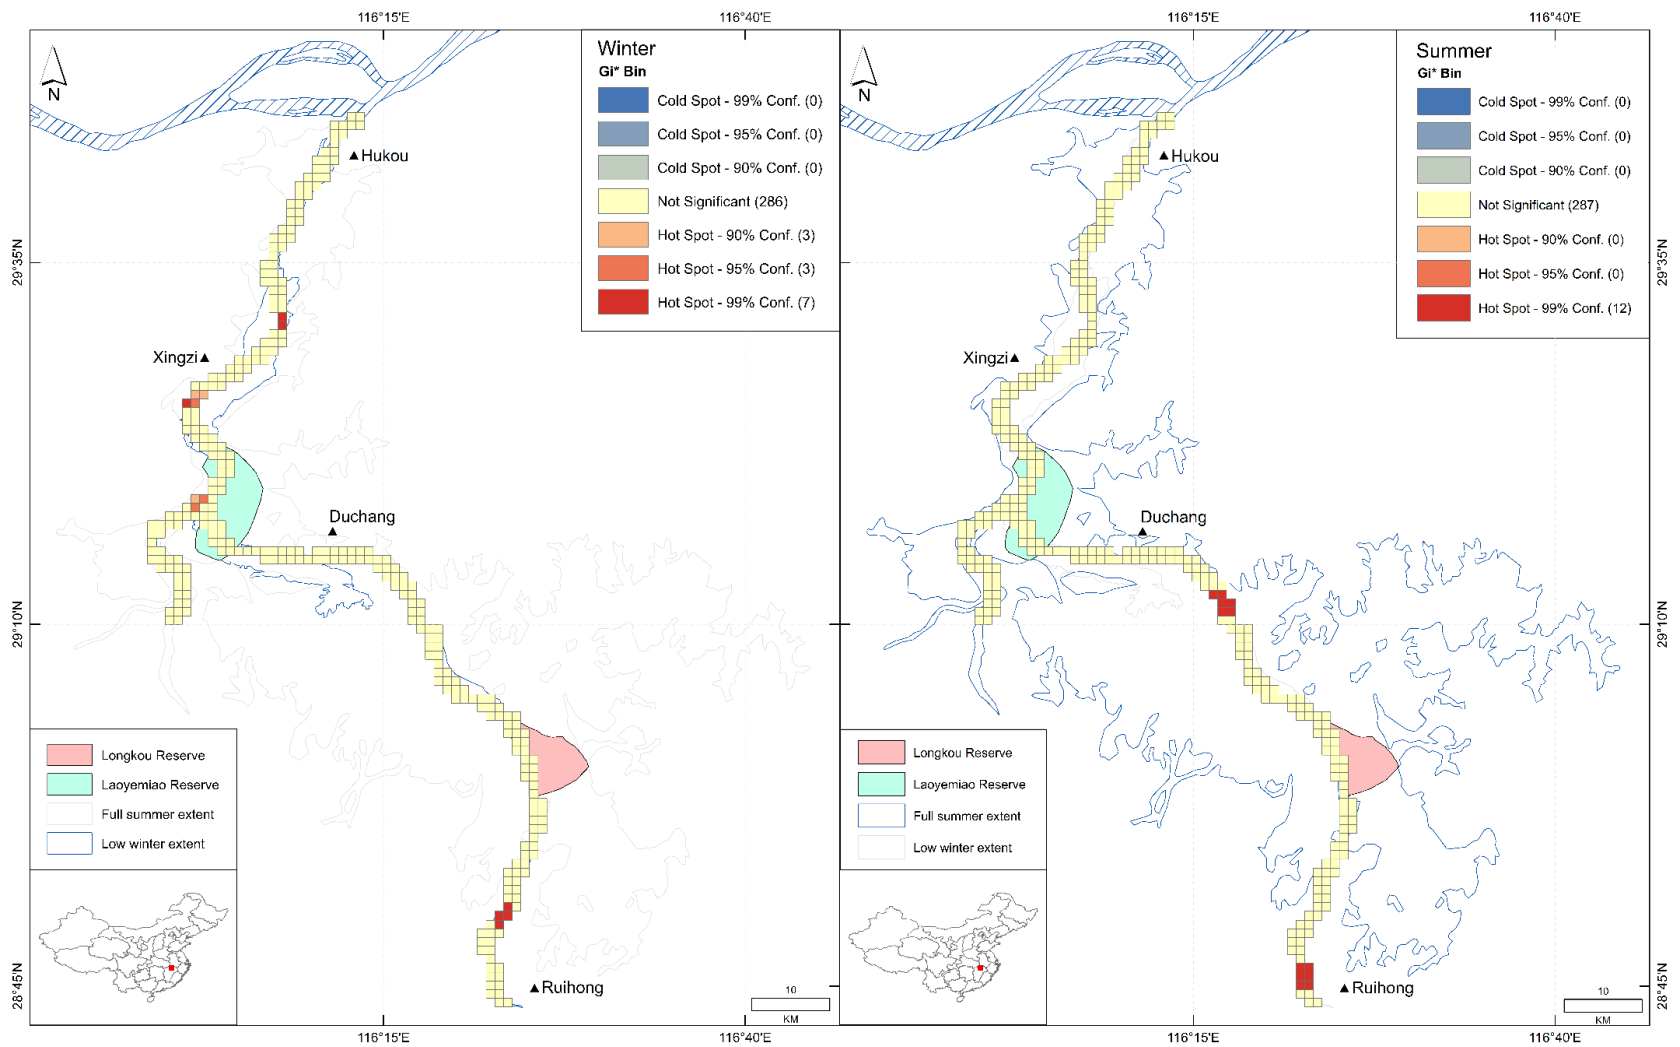 116°15'E
116°40'E
116°15'E
116°40'E
N
Winter
Gi* Bin
Cold Spot - 99% Conf. (0)
Cold Spot - 95% Conf. (0)
Cold Spot - 90% Conf. (0)
Not Significant (286)
Hot Spot - 90% Conf. (3)
Hot Spot - 95% Conf. (3)
Hot Spot - 99% Conf. (7)
Hukou
29°35'N
Xingzi
Duchang
29°10'N
Longkou Reserve
Laoyemiao Reserve
Full summer extent
Low winter extent
28°45'N
Ruihong
10
KM
116°15'E
116°40'E
N
Summer
Gi* Bin
Cold Spot - 99% Conf. (0)
Cold Spot - 95% Conf. (0)
Cold Spot - 90% Conf. (0)
Not Significant (287)
Hot Spot - 90% Conf. (0)
Hot Spot - 95% Conf. (0)
Hot Spot - 99% Conf. (12)
Hukou
29°35'N
Xingzi
Duchang
29°10'N
Longkou Reserve
Laoyemiao Reserve
Full summer extent
Low winter extent
28°45'N
Ruihong
10
KM
116°15'E
116°40'E